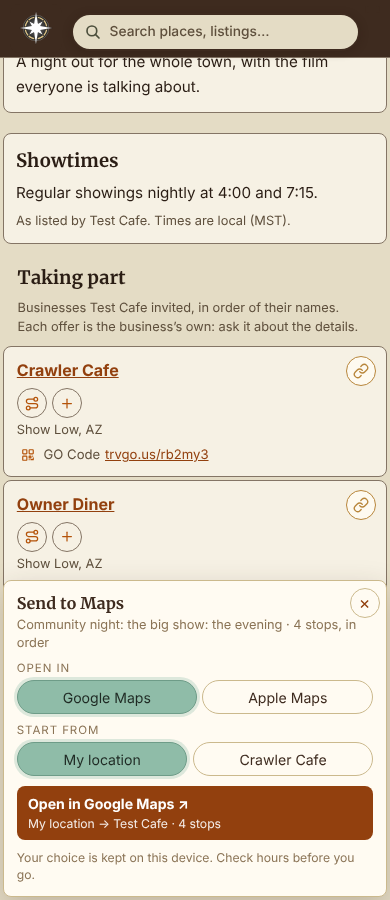 Search places, listings...
A night out for the whole town, with the film
everyone is talking about.
Showtimes
Regular showings nightly at 4:00 and 7:15.
As listed by Test Cafe. Times are local (MST).
Taking part
Businesses Test Cafe invited, in order of their names.
Each offer is the business’s own: ask it about the details.
Crawler Cafe
Show Low, AZ
GO Code trvgo.us/rb2my3
Owner Diner
Show Low, AZ
Send to Maps
Community night: the big show: the evening · 4 stops, in
order
OPEN IN
Google Maps
Apple Maps
START FROM
My location
Crawler Cafe
Open in Google Maps ↗
My location → Test Cafe · 4 stops
Your choice is kept on this device. Check hours before you
go.